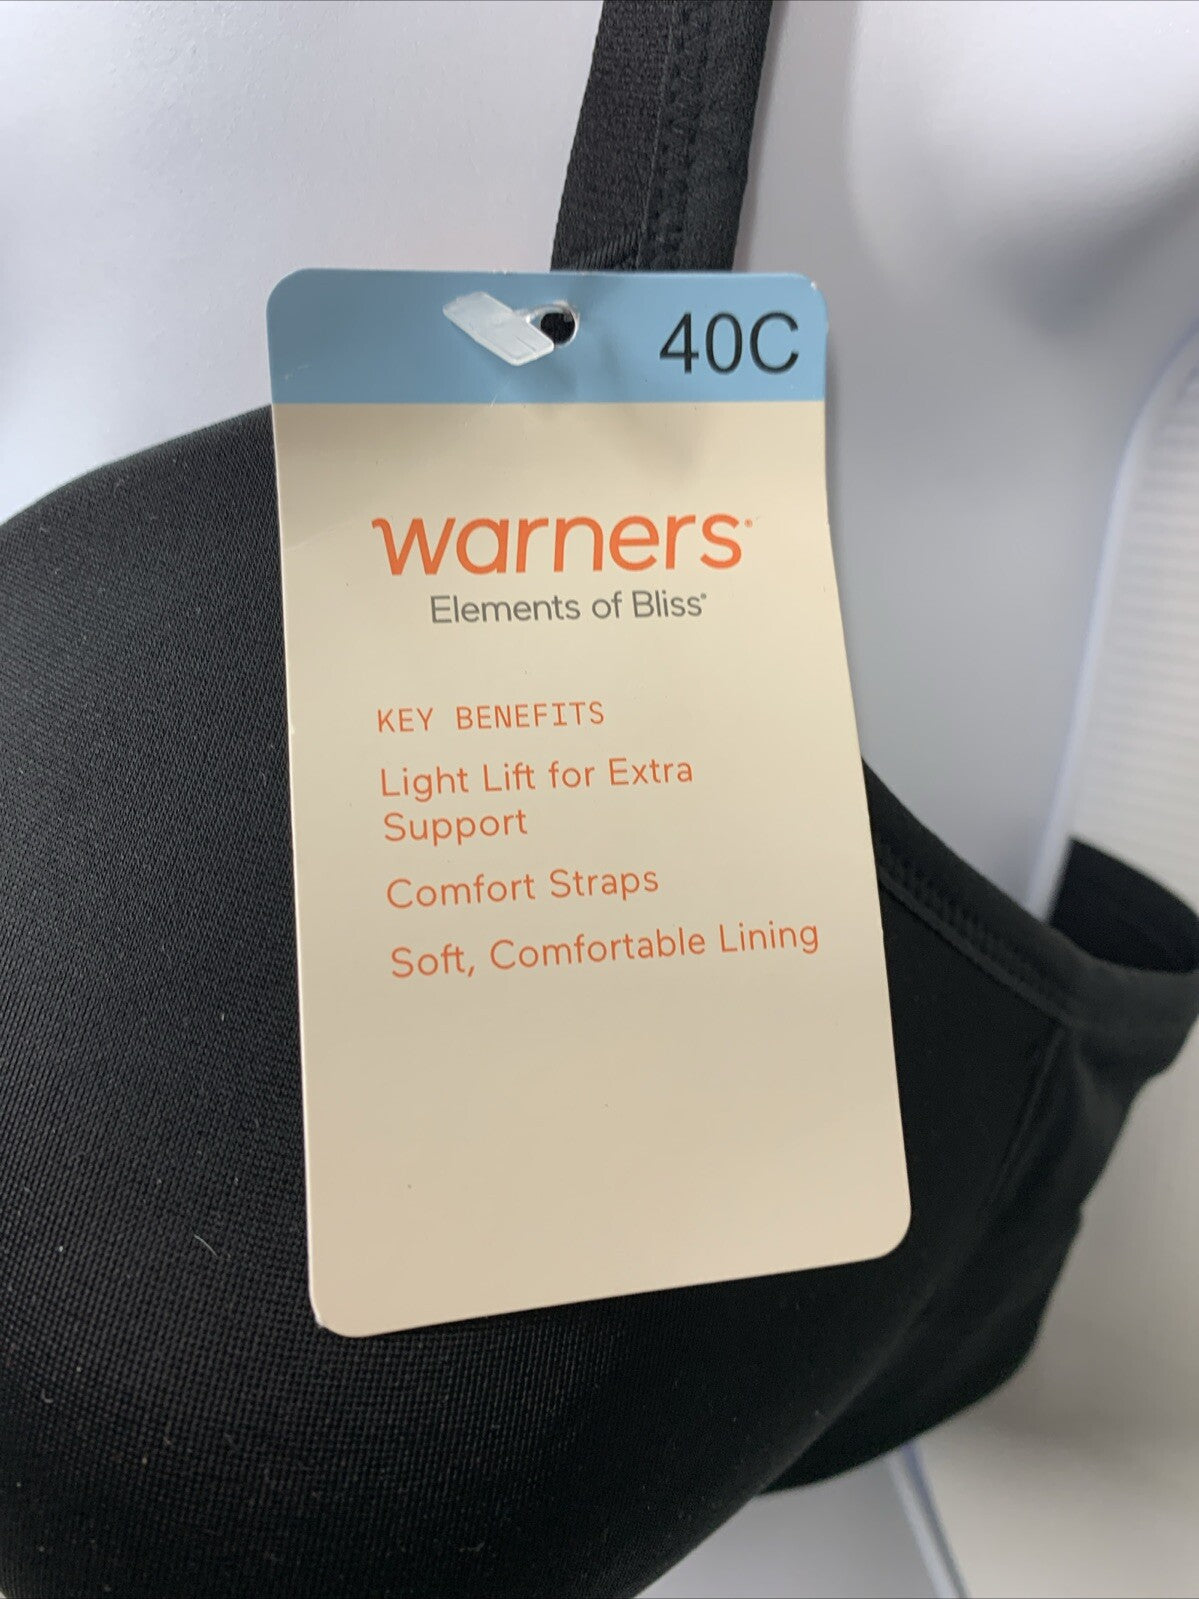 40C
warners®
Elements of Bliss®
KEY BENEFITS
Light Lift for Extra
Support
Comfort Straps
Soft, Comfortable Lining